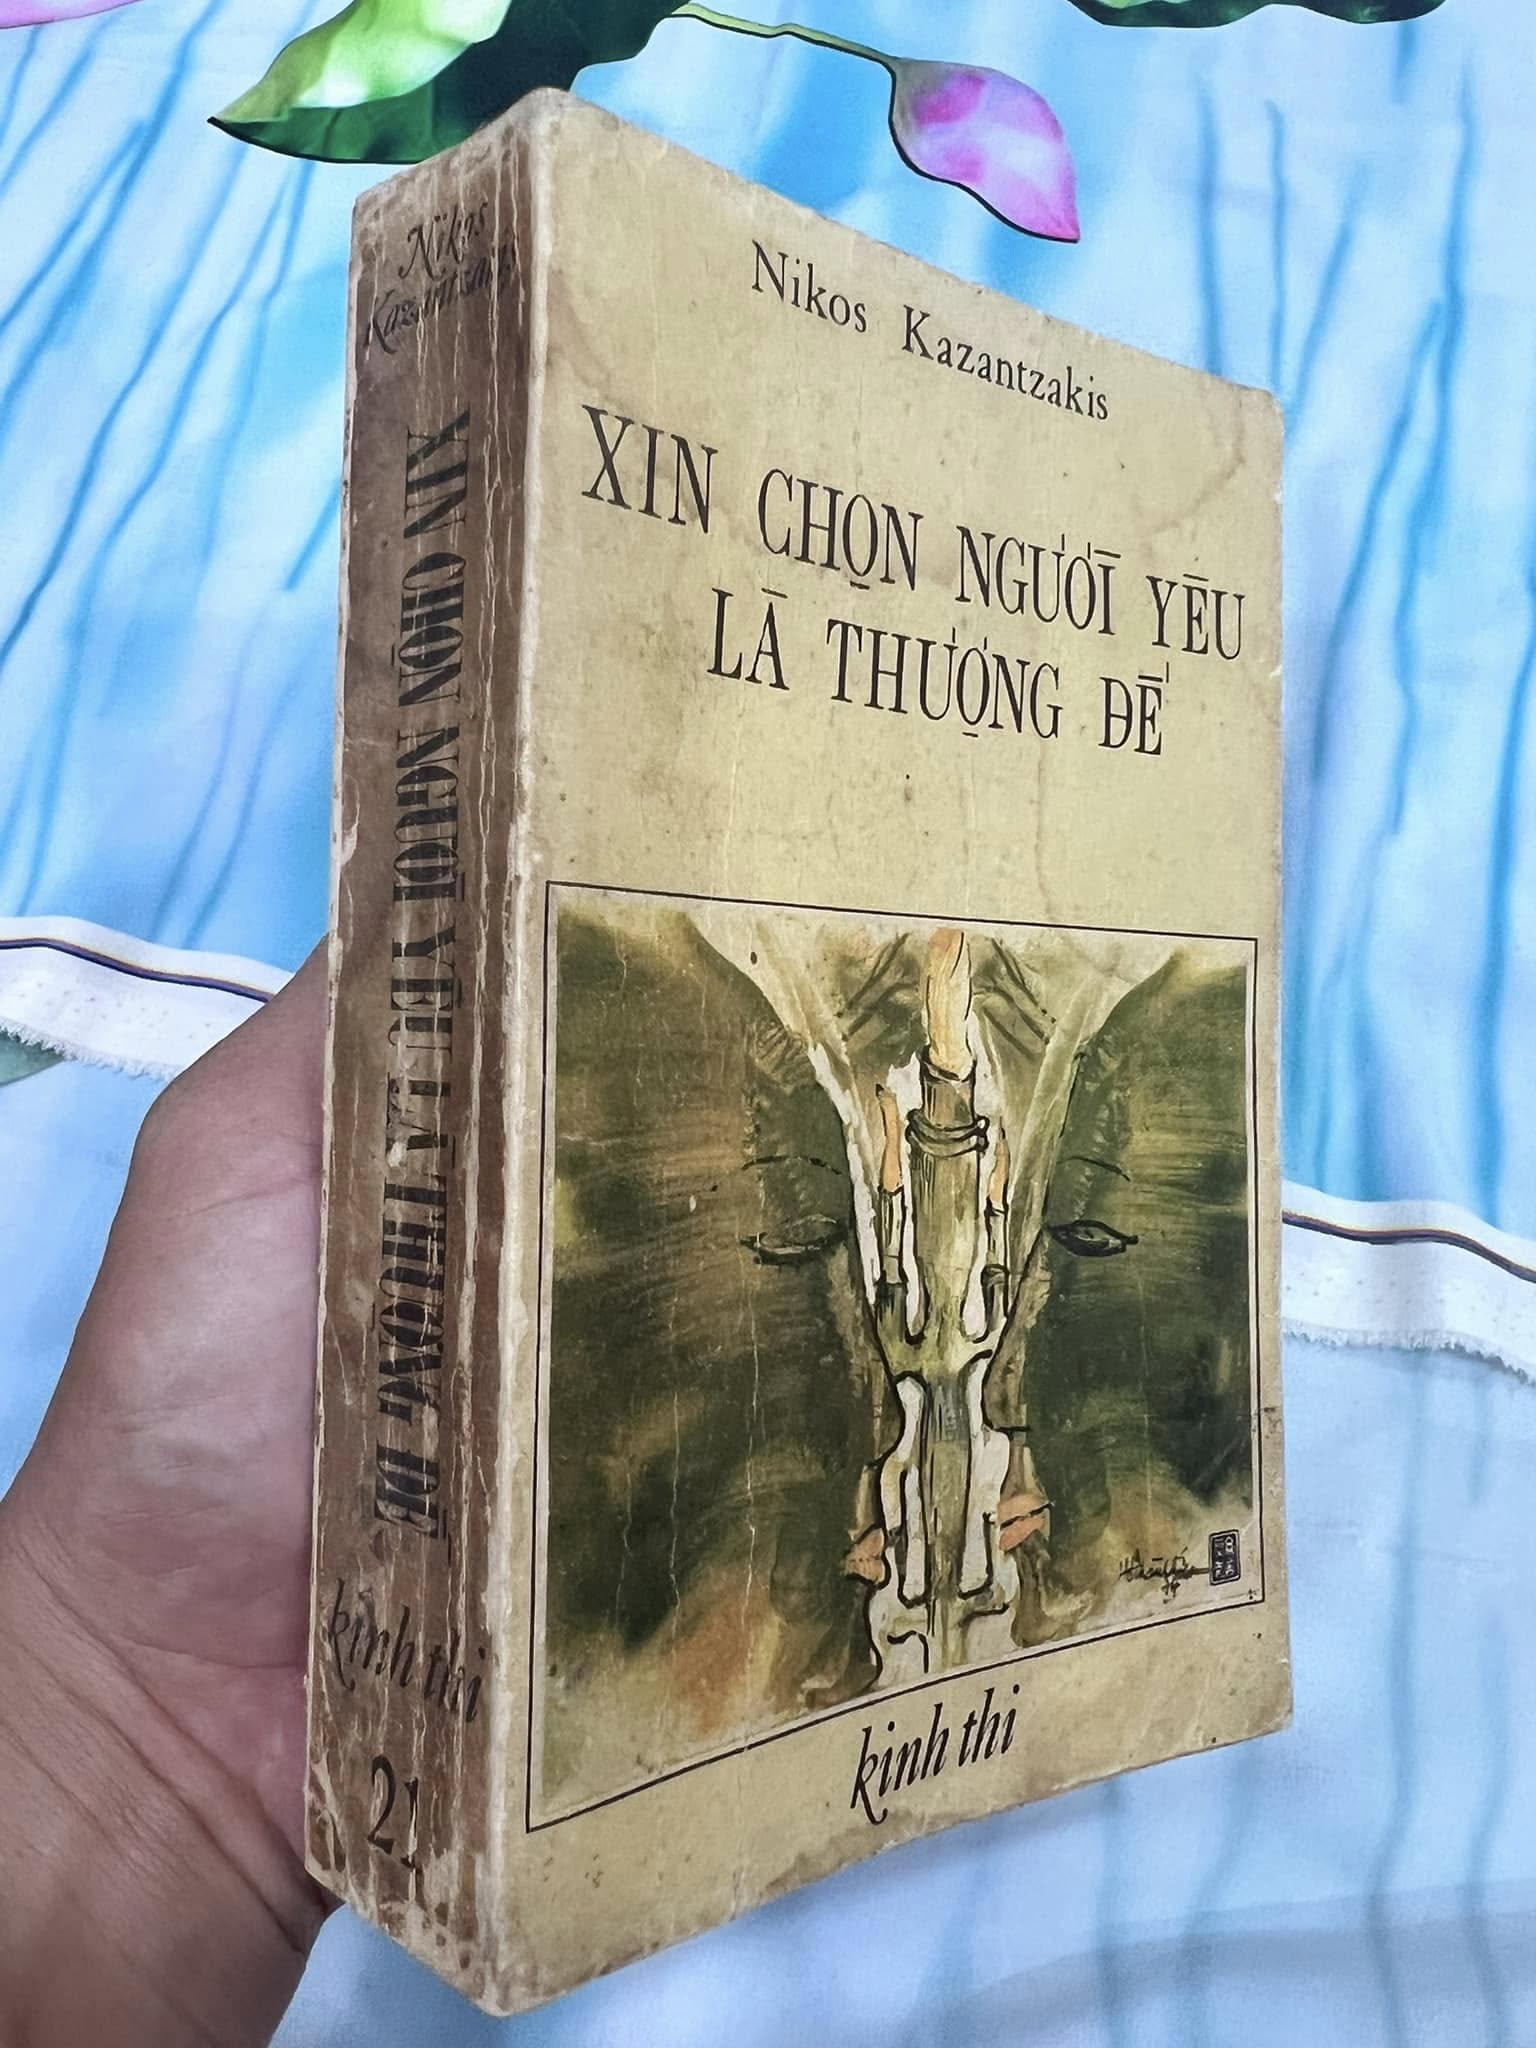 Nikos
Kazantzakis
XIN CHỌN NGƯỜI YÊU LÀ THƯỢNG ĐẾ
kinh thi
21
Nikos Kazantzakis
XIN CHỌN NGƯỜI YÊU
LÀ THƯỢNG ĐẾ
kinh thi